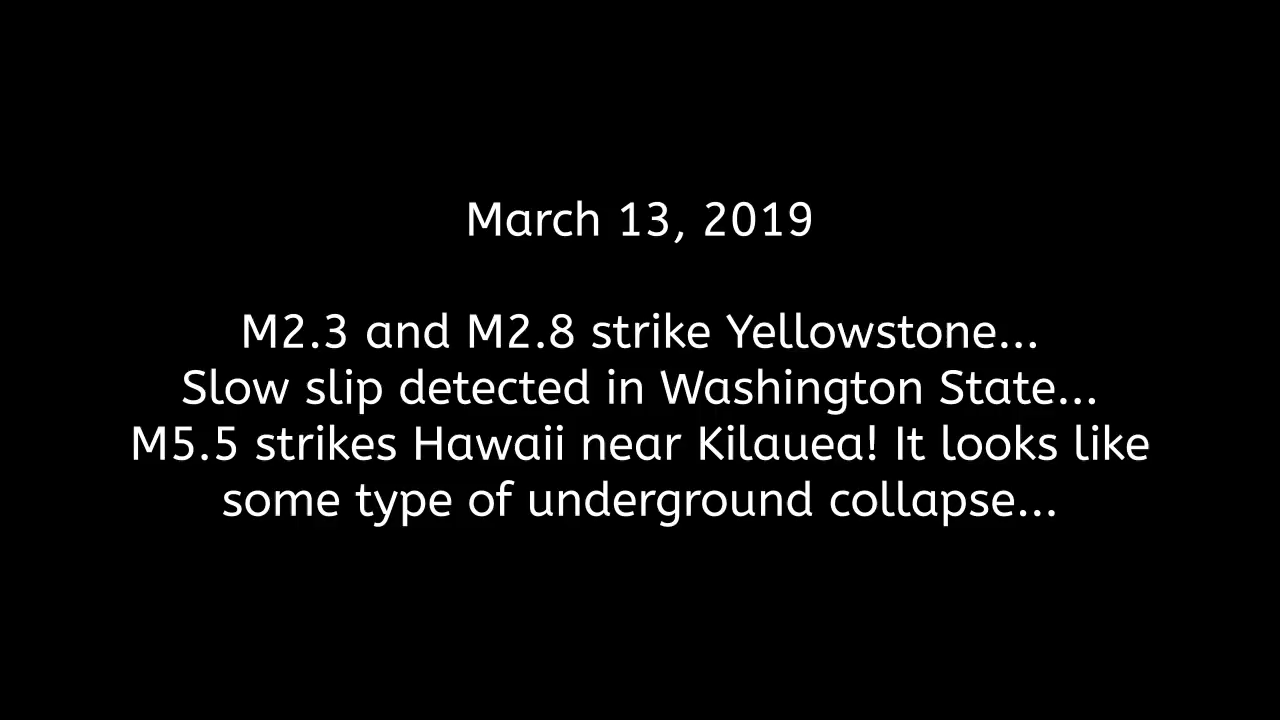 March 13, 2019
M2.3 and M2.8 strike Yellowstone...
Slow slip detected in Washington State...
M5.5 strikes Hawaii near Kilauea! It looks like
some type of underground collapse...